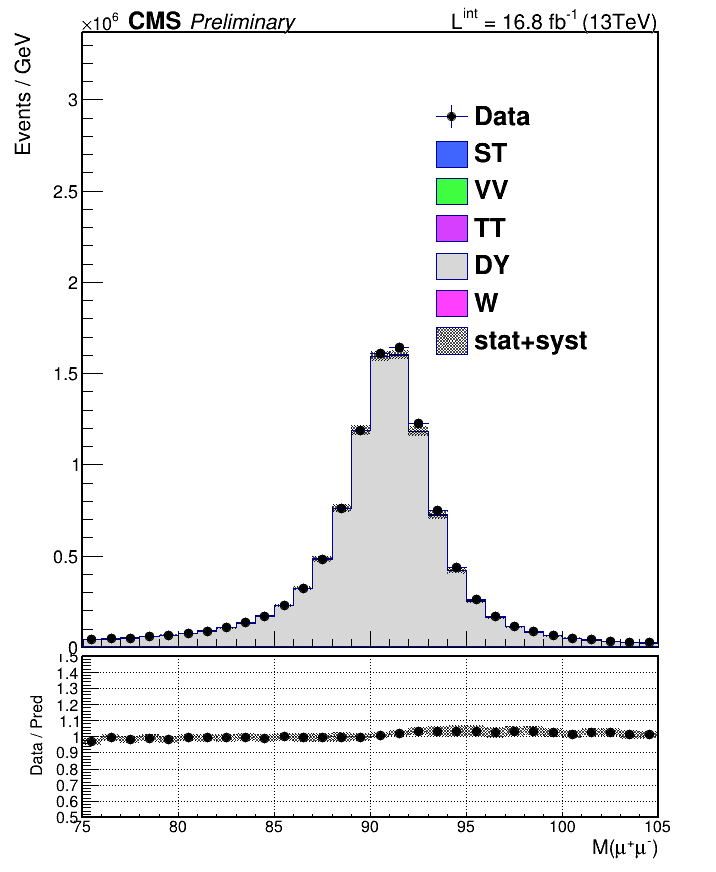 ×10⁶ CMS Preliminary L^int = 16.8 fb⁻¹ (13TeV)
Events / GeV
3
2.5
2
1.5
1
0.5
0
Data
ST
VV
TT
DY
W
stat+syst
Data / Pred
1.5
1.4
1.3
1.2
1.1
1
0.9
0.8
0.7
0.6
0.5
75 80 85 90 95 100 105
M(μ⁺μ⁻)